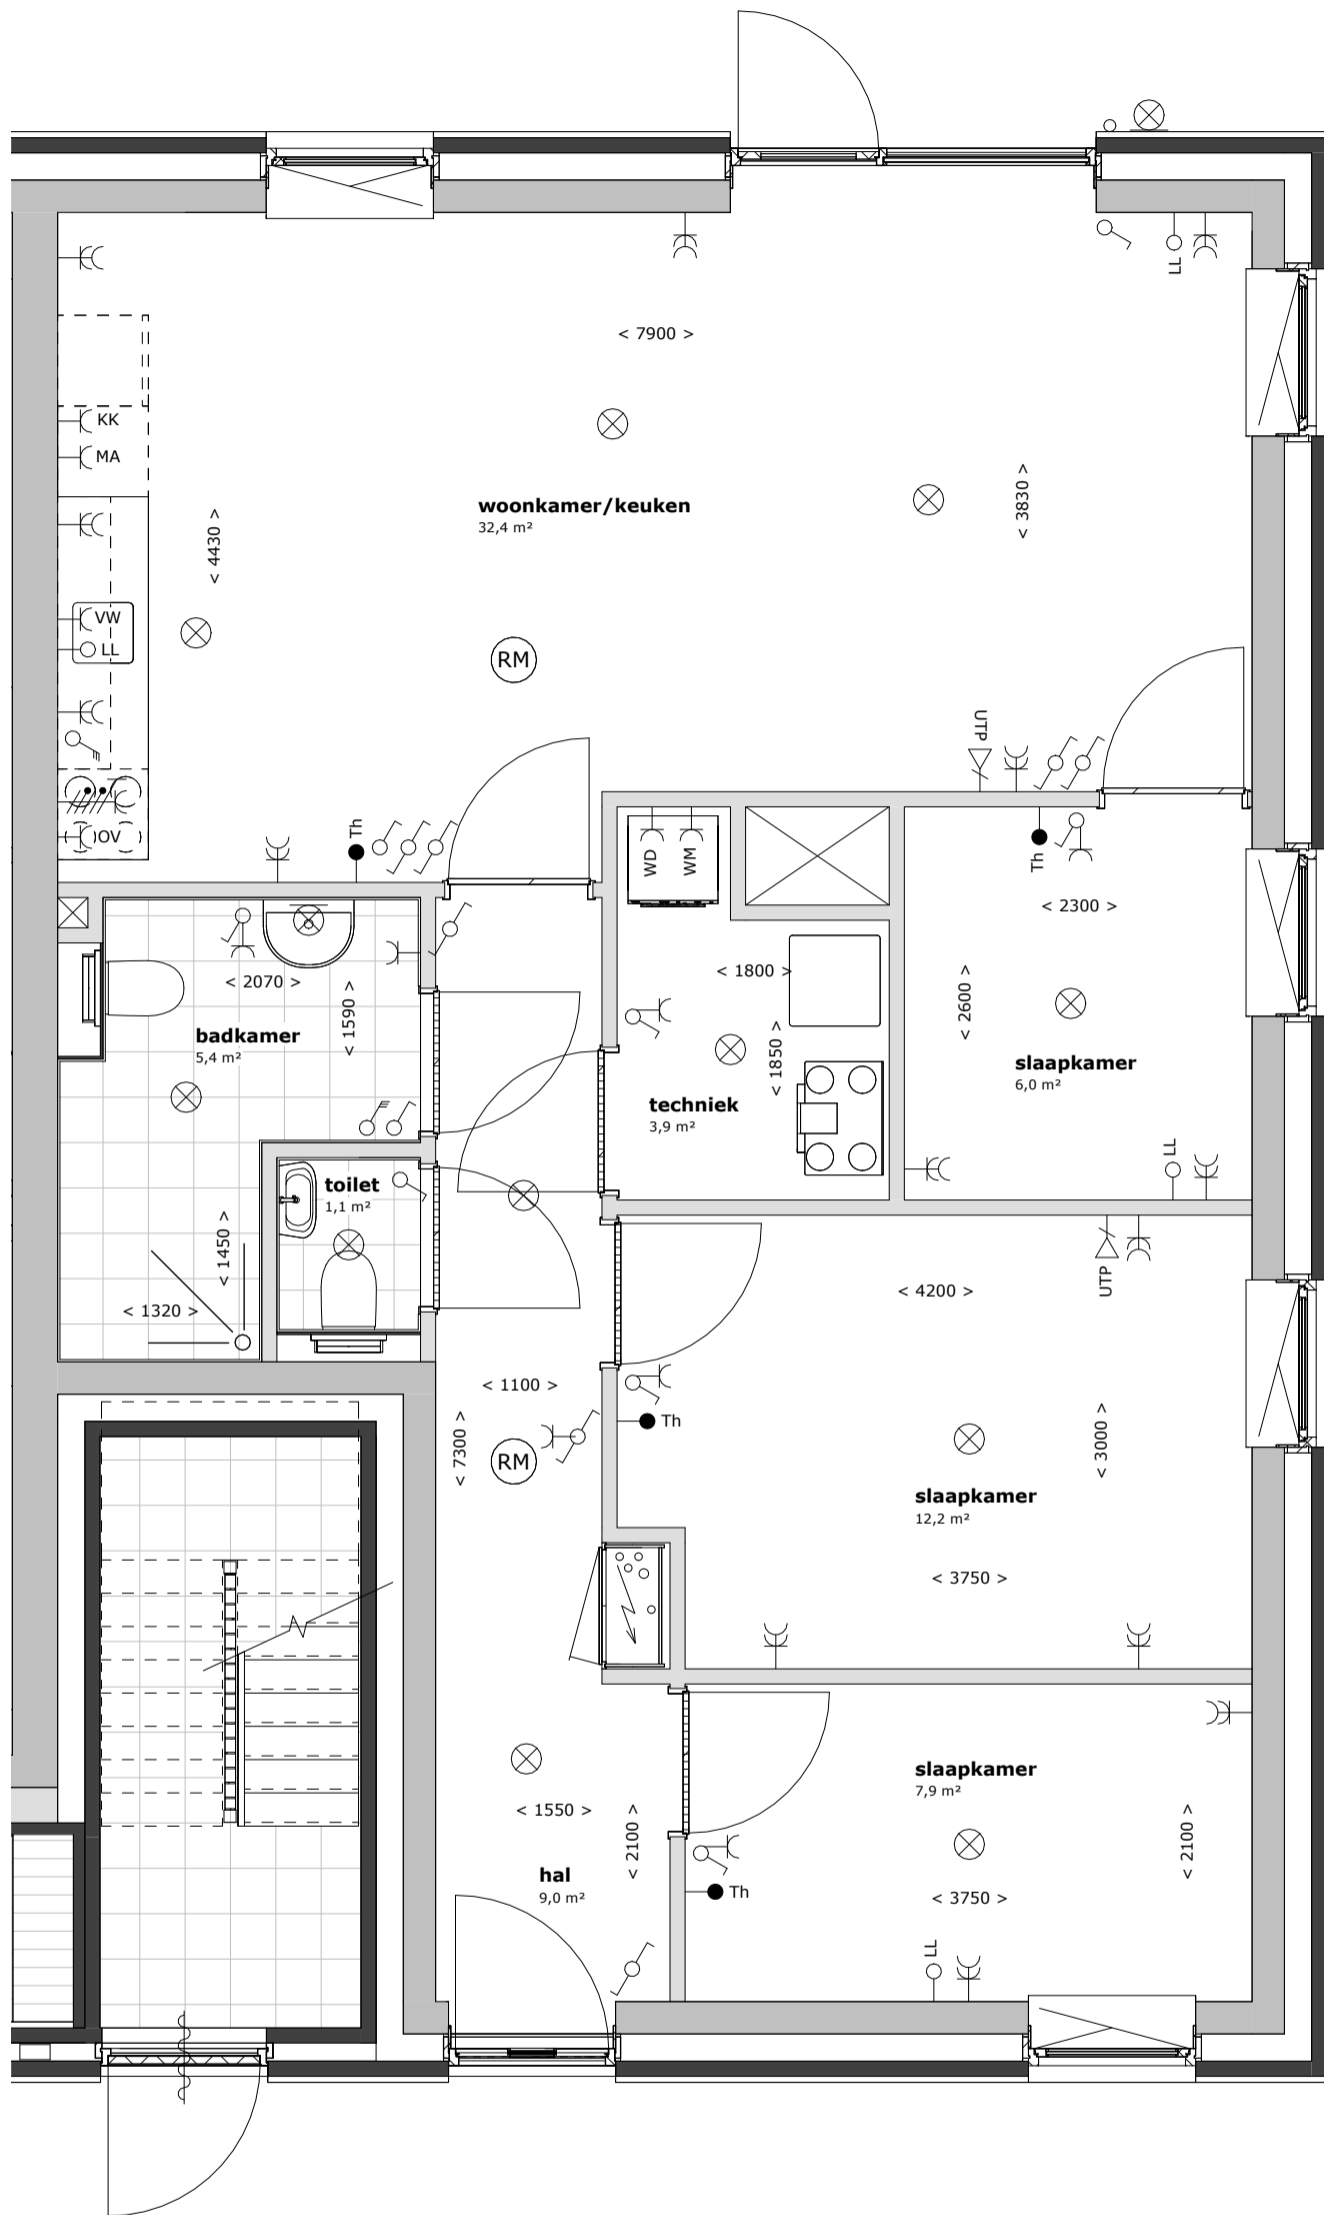 LL
< 7900 >
KK
MA
woonkamer/keuken
32,4 m²
< 4430 >
< 3830 >
VW
LL
RM
UTP
OV
Th
WD
WM
Th
< 2300 >
< 2070 >
< 1590 >
< 1800 >
< 2600 >
badkamer
5,4 m²
< 1850 >
slaapkamer
6,0 m²
techniek
3,9 m²
LL
toilet
1,1 m²
< 1450 >
< 1320 >
UTP
< 4200 >
< 1100 >
Th
< 7300 >
RM
< 3000 >
slaapkamer
12,2 m²
< 3750 >
slaapkamer
7,9 m²
< 1550 >
< 2100 >
< 2100 >
hal
9,0 m²
Th
< 3750 >
LL